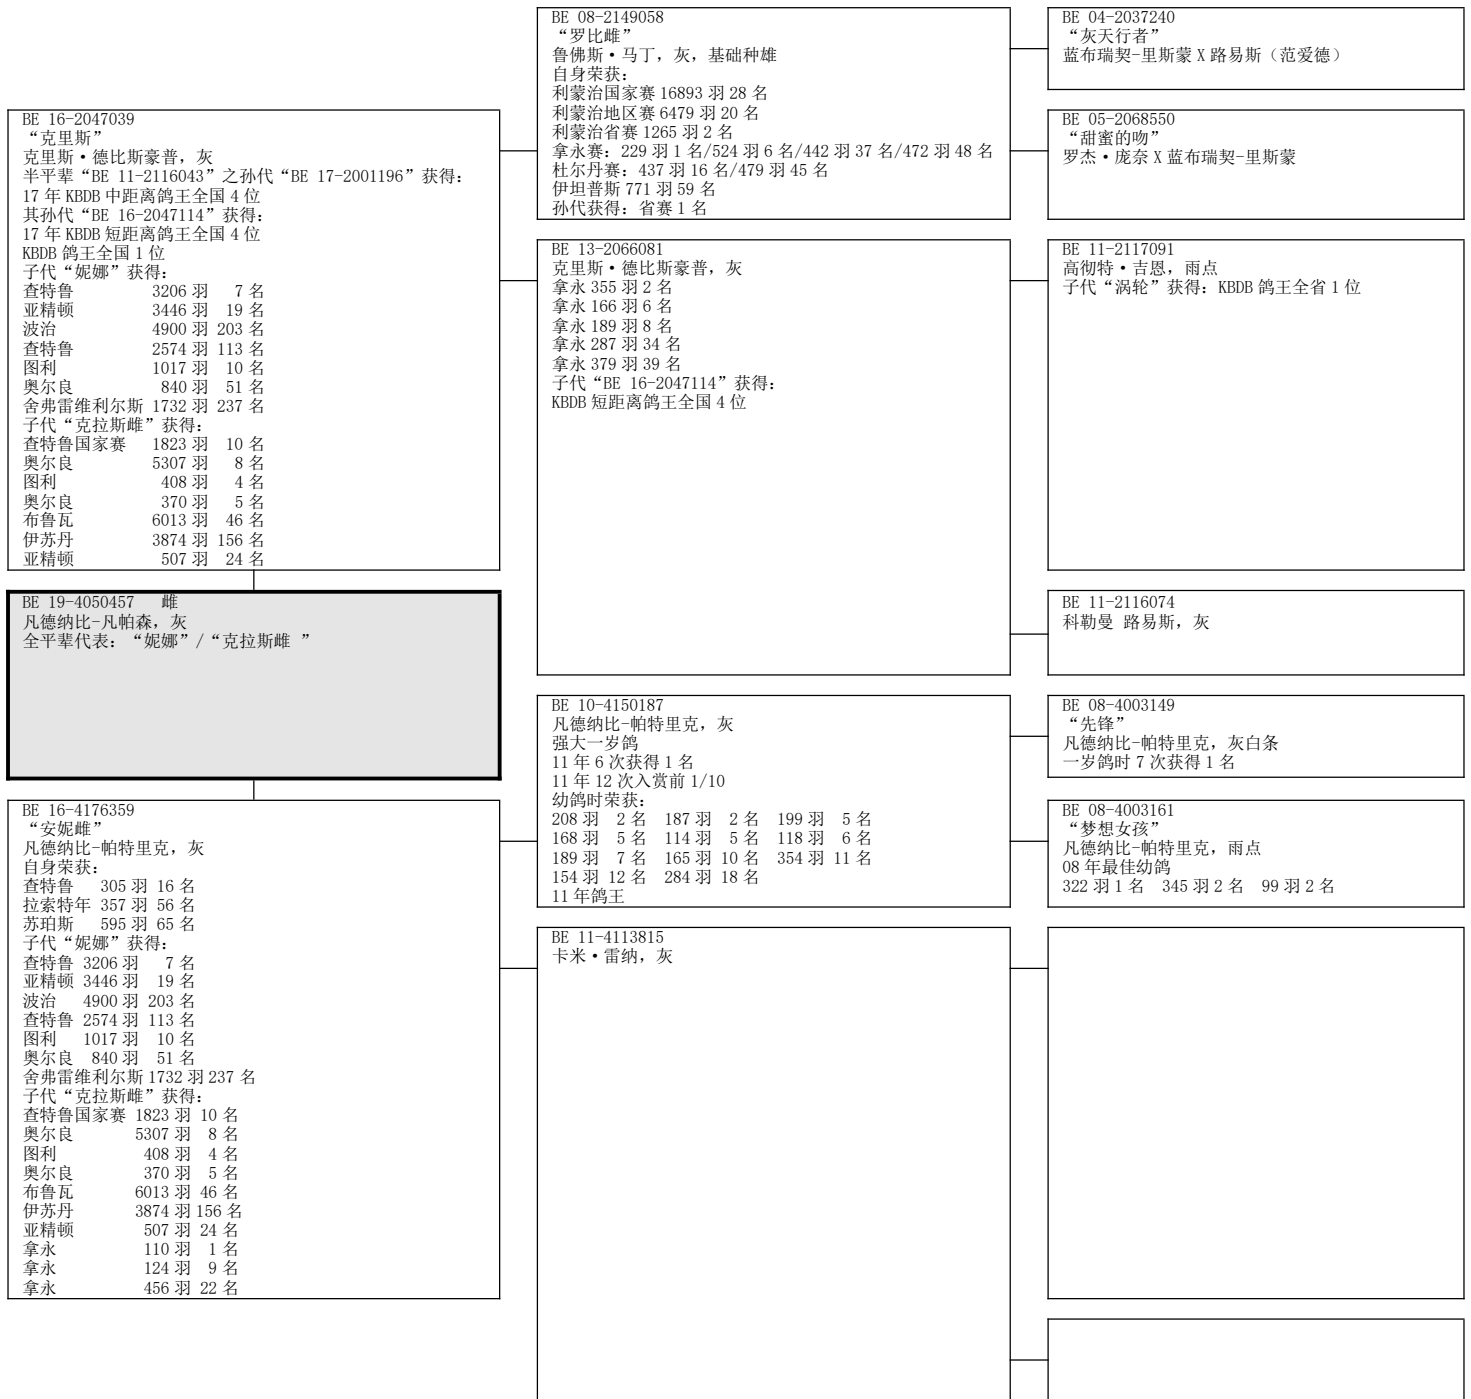 BE 08-2149058
“罗比雌”
鲁佛斯·马丁，灰，基础种雄
自身荣获：
利蒙治国家赛 16893 羽 28 名
利蒙治地区赛 6479 羽 20 名
利蒙治省赛 1265 羽 2 名
拿永赛：229 羽 1 名/524 羽 6 名/442 羽 37 名/472 羽 48 名
杜尔丹赛：437 羽 16 名/479 羽 45 名
伊坦普斯 771 羽 59 名
孙代获得：省赛 1 名
BE 04-2037240
“灰天行者”
蓝布瑞契-里斯蒙 X 路易斯（范爱德）
BE 05-2068550
“甜蜜的吻”
罗杰·庞奈 X 蓝布瑞契-里斯蒙
BE 16-2047039
“克里斯”
克里斯·德比斯豪普，灰
半平辈“BE 11-2116043”之孙代“BE 17-2001196”获得：
17 年 KBDB 中距离鸽王全国 4 位
其孙代“BE 16-2047114”获得：
17 年 KBDB 短距离鸽王全国 4 位
KBDB 鸽王全国 1 位
子代“妮娜”获得：
查特鲁 3206 羽 7 名
亚精顿 3446 羽 19 名
波治 4900 羽 203 名
查特鲁 2574 羽 113 名
图利 1017 羽 10 名
奥尔良 840 羽 51 名
舍弗雷维利尔斯 1732 羽 237 名
子代“克拉斯雌”获得：
查特鲁国家赛 1823 羽 10 名
奥尔良 5307 羽 8 名
图利 408 羽 4 名
奥尔良 370 羽 5 名
布鲁瓦 6013 羽 46 名
伊苏丹 3874 羽 156 名
亚精顿 507 羽 24 名
BE 13-2066081
克里斯·德比斯豪普，灰
拿永 355 羽 2 名
拿永 166 羽 6 名
拿永 189 羽 8 名
拿永 287 羽 34 名
拿永 379 羽 39 名
子代“BE 16-2047114”获得：
KBDB 短距离鸽王全国 4 位
BE 11-2117091
高彻特·吉恩，雨点
子代“涡轮”获得：KBDB 鸽王全省 1 位
BE 11-2116074
科勒曼 路易斯，灰
BE 19-4050457 雌
凡德纳比-凡帕森，灰
全平辈代表：“妮娜”/“克拉斯雌 ”
BE 10-4150187
凡德纳比-帕特里克，灰
强大一岁鸽
11 年 6 次获得 1 名
11 年 12 次入赏前 1/10
幼鸽时荣获：
208 羽 2 名 187 羽 2 名 199 羽 5 名
168 羽 5 名 114 羽 5 名 118 羽 6 名
189 羽 7 名 165 羽 10 名 354 羽 11 名
154 羽 12 名 284 羽 18 名
11 年鸽王
BE 08-4003149
“先锋”
凡德纳比-帕特里克，灰白条
一岁鸽时 7 次获得 1 名
BE 08-4003161
“梦想女孩”
凡德纳比-帕特里克，雨点
08 年最佳幼鸽
322 羽 1 名 345 羽 2 名 99 羽 2 名
BE 16-4176359
“安妮雌”
凡德纳比-帕特里克，灰
自身荣获：
查特鲁 305 羽 16 名
拉索特年 357 羽 56 名
苏珀斯 595 羽 65 名
子代“妮娜”获得：
查特鲁 3206 羽 7 名
亚精顿 3446 羽 19 名
波治 4900 羽 203 名
查特鲁 2574 羽 113 名
图利 1017 羽 10 名
奥尔良 840 羽 51 名
舍弗雷维利尔斯 1732 羽 237 名
子代“克拉斯雌”获得：
查特鲁国家赛 1823 羽 10 名
奥尔良 5307 羽 8 名
图利 408 羽 4 名
奥尔良 370 羽 5 名
布鲁瓦 6013 羽 46 名
伊苏丹 3874 羽 156 名
亚精顿 507 羽 24 名
拿永 110 羽 1 名
拿永 124 羽 9 名
拿永 456 羽 22 名
BE 11-4113815
卡米·雷纳，灰